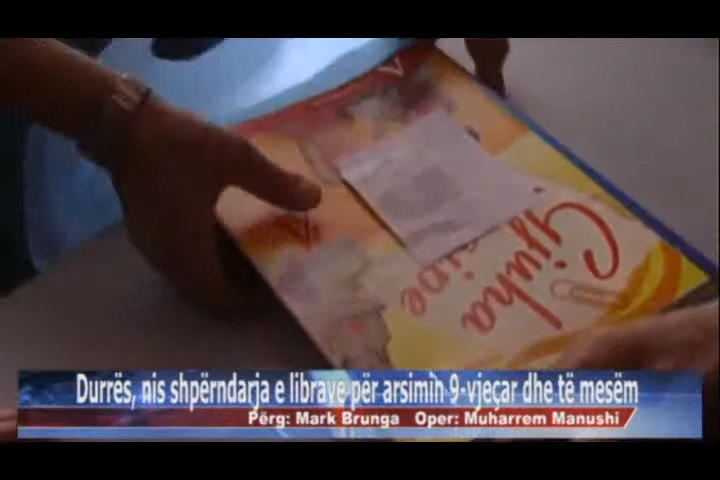 Gjuha
Durrës, nis shpërndarja e librave për arsimin 9-vjeçar dhe të mesëm
Përg: Mark Brunga Oper: Muharrem Manushi